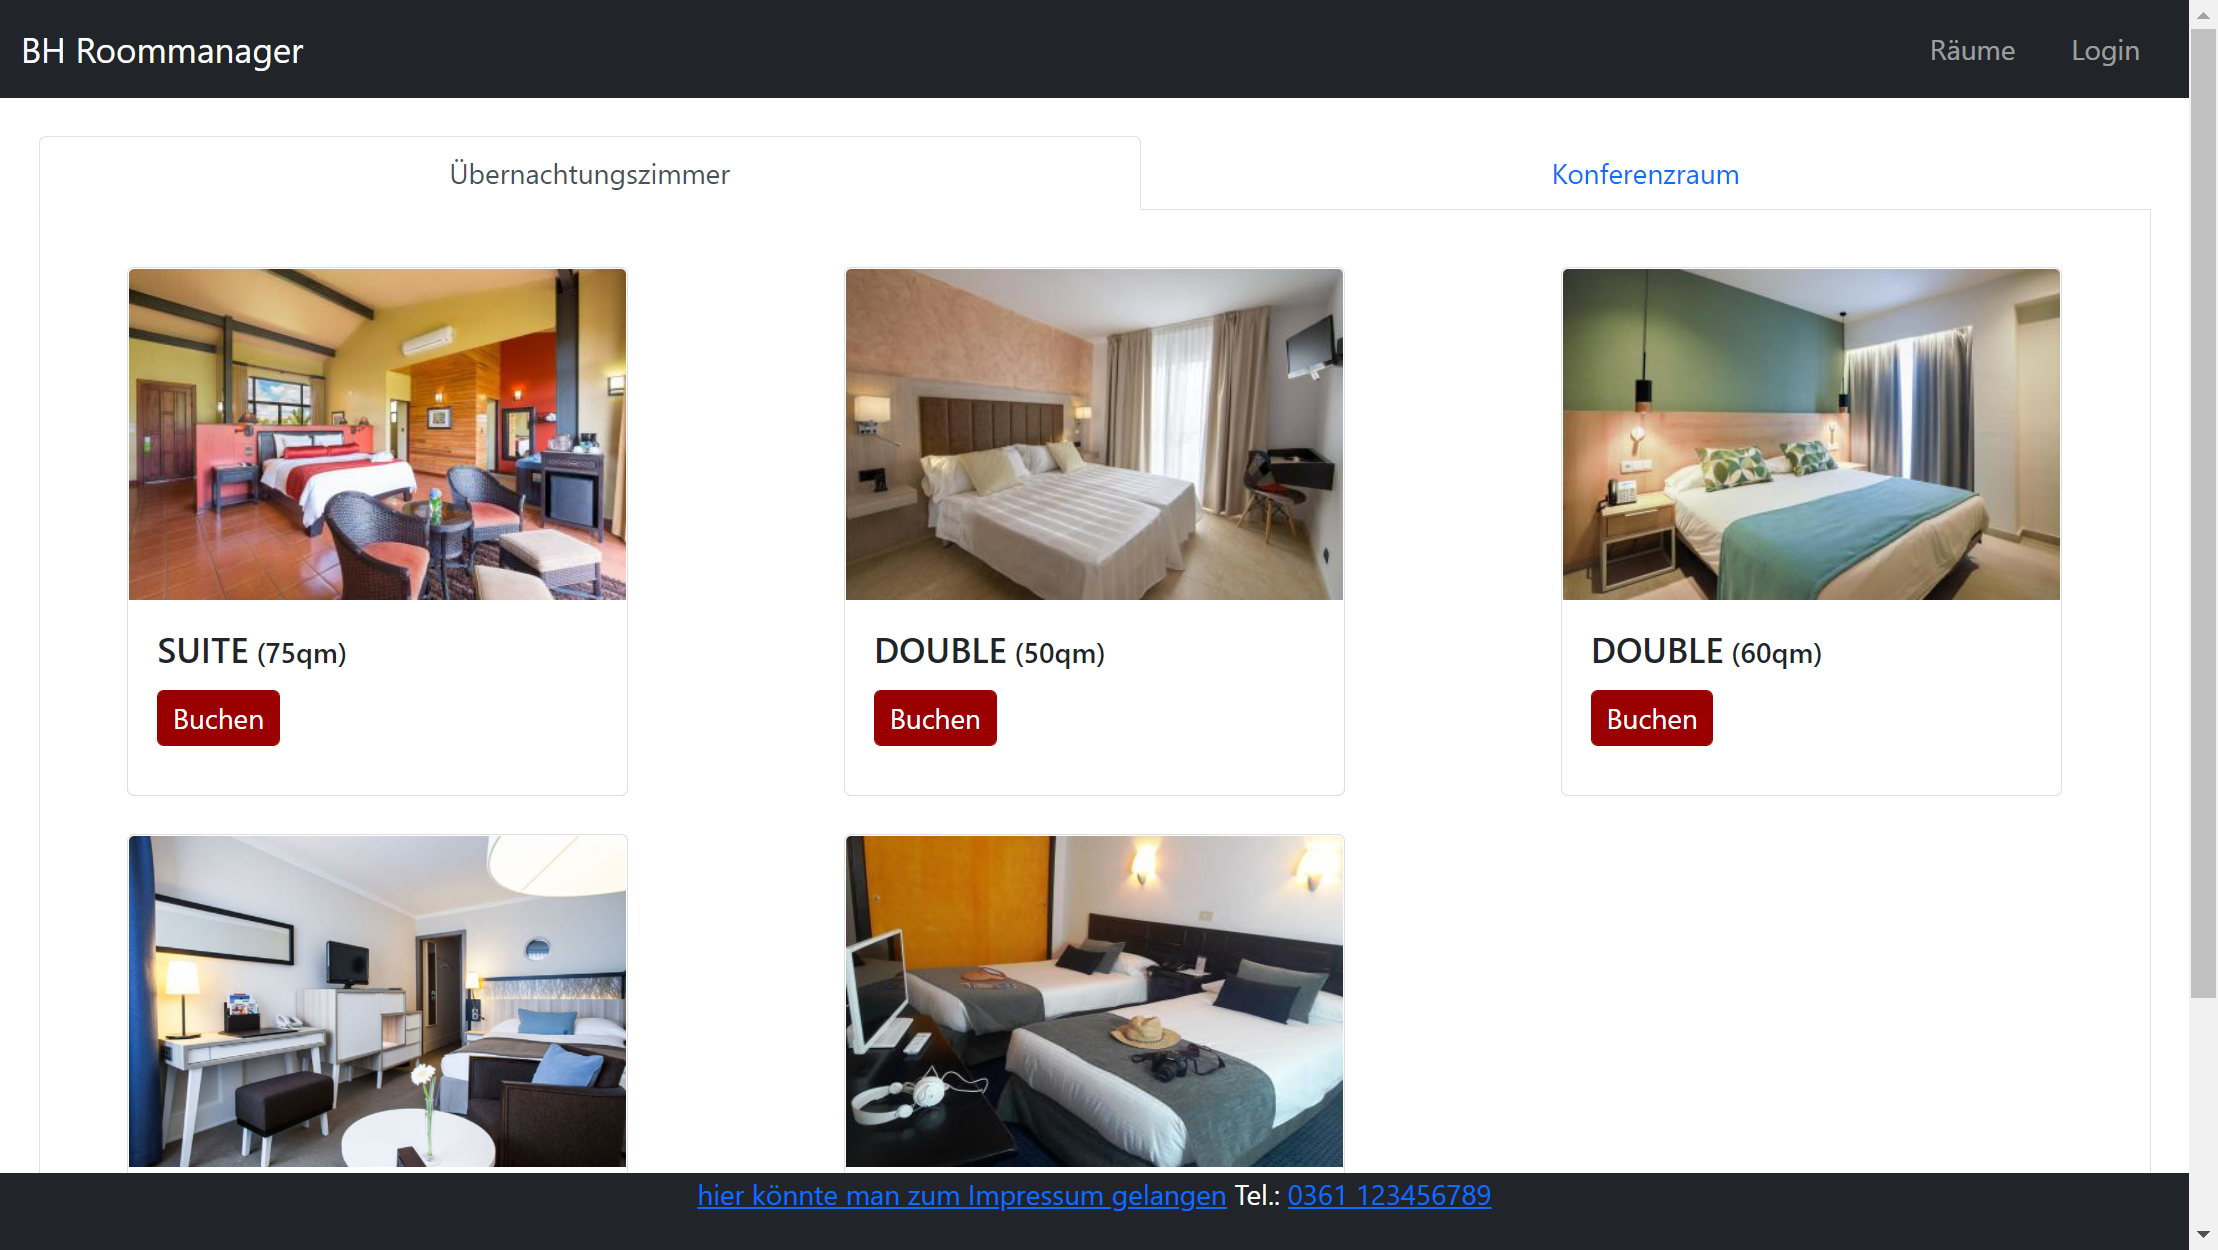 BH Roommanager
Räume
Login
Übernachtungszimmer
Konferenzraum
SUITE (75qm)
Buchen
DOUBLE (50qm)
Buchen
DOUBLE (60qm)
Buchen
hier könnte man zum Impressum gelangen Tel.: 0361 123456789